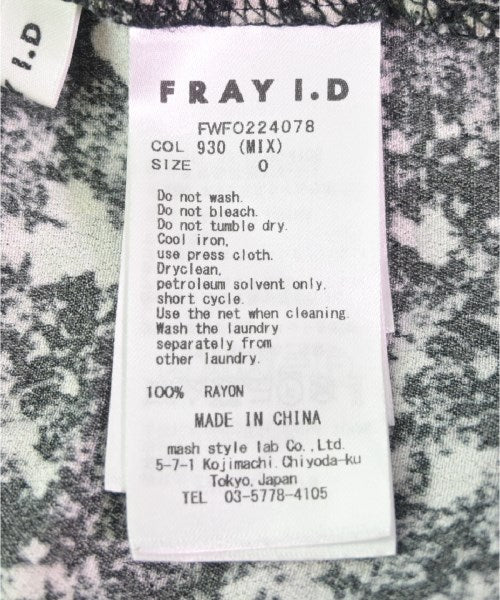 Y I.D
FRAY I.D
FWFO224078
COL 930 (MIX)
SIZE 0
Do not wash.
Do not bleach.
Do not tumble dry.
Cool iron,
use press cloth.
Dryclean,
petroleum solvent only.
short cycle.
Use the net when cleaning.
Wash the laundry
separately from
other laundry.
100% RAYON
MADE IN CHINA
mash style lab Co.,Ltd.
5-7-1 Kojimachi.Chiyoda-ku
Tokyo.Japan
TEL 03-5778-4105